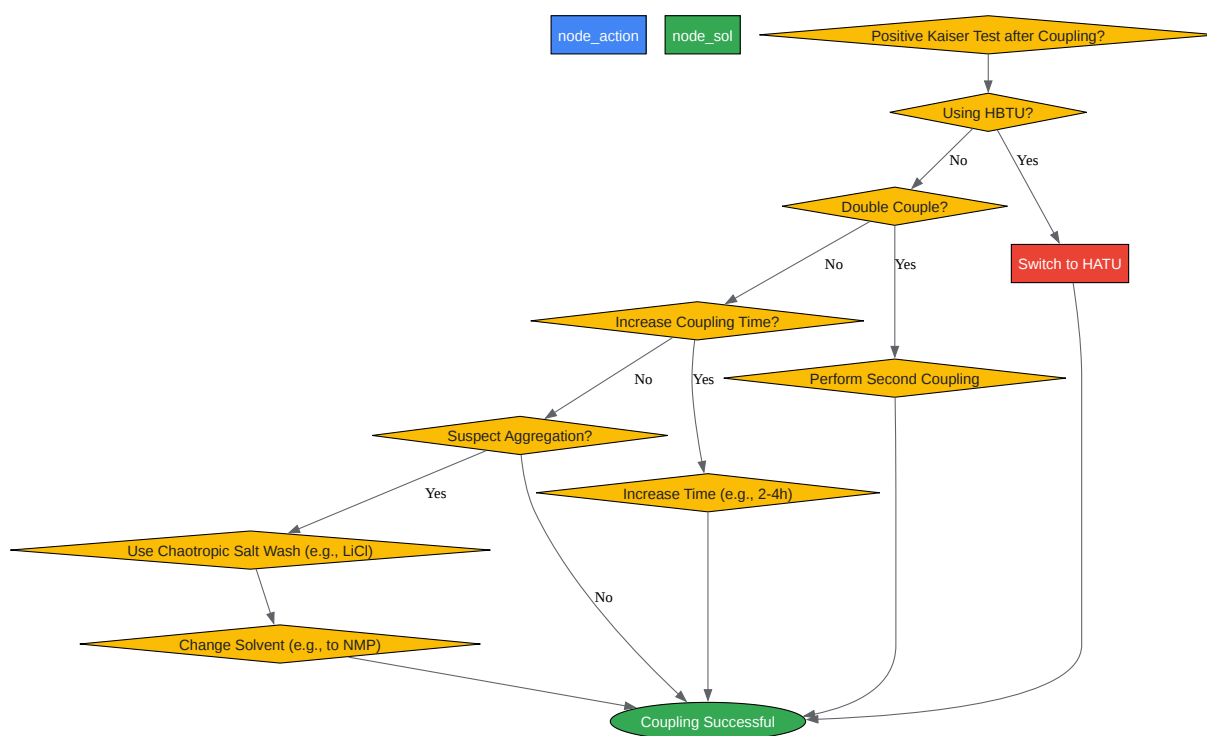 node_action
node_sol
Positive Kaiser Test after Coupling?
Using HBTU?
No
Yes
Double Couple?
Switch to HATU
No
Yes
Increase Coupling Time?
No
Yes
Perform Second Coupling
Suspect Aggregation?
Yes
Increase Time (e.g., 2-4h)
Use Chaotropic Salt Wash (e.g., LiCl)
No
Change Solvent (e.g., to NMP)
Coupling Successful